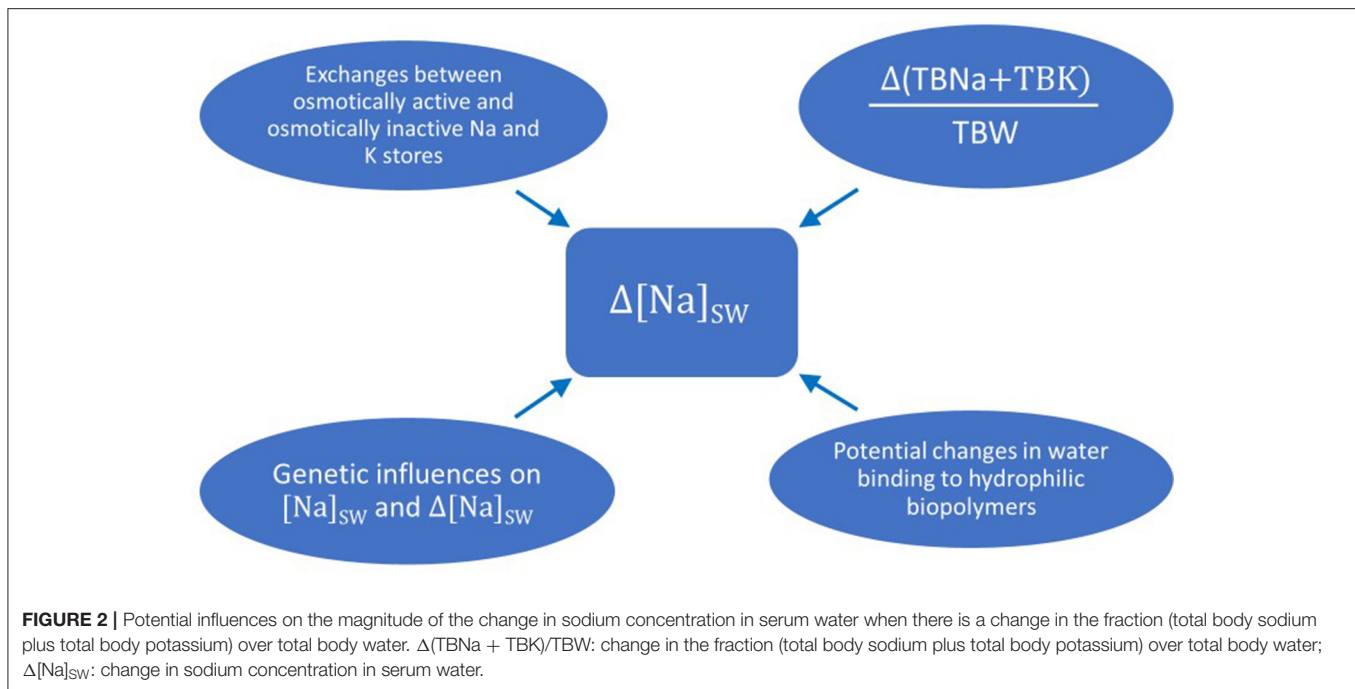 Exchanges between
osmotically active and
osmotically inactive Na and
K stores
Δ(TBNa+TBK)
TBW
Δ[Na]SW
Genetic influences on
[Na]SW and Δ[Na]SW
Potential changes in water
binding to hydrophilic
biopolymers
FIGURE 2 | Potential influences on the magnitude of the change in sodium concentration in serum water when there is a change in the fraction (total body sodium
plus total body potassium) over total body water. Δ(TBNa + TBK)/TBW: change in the fraction (total body sodium plus total body potassium) over total body water;
Δ[Na]SW: change in sodium concentration in serum water.